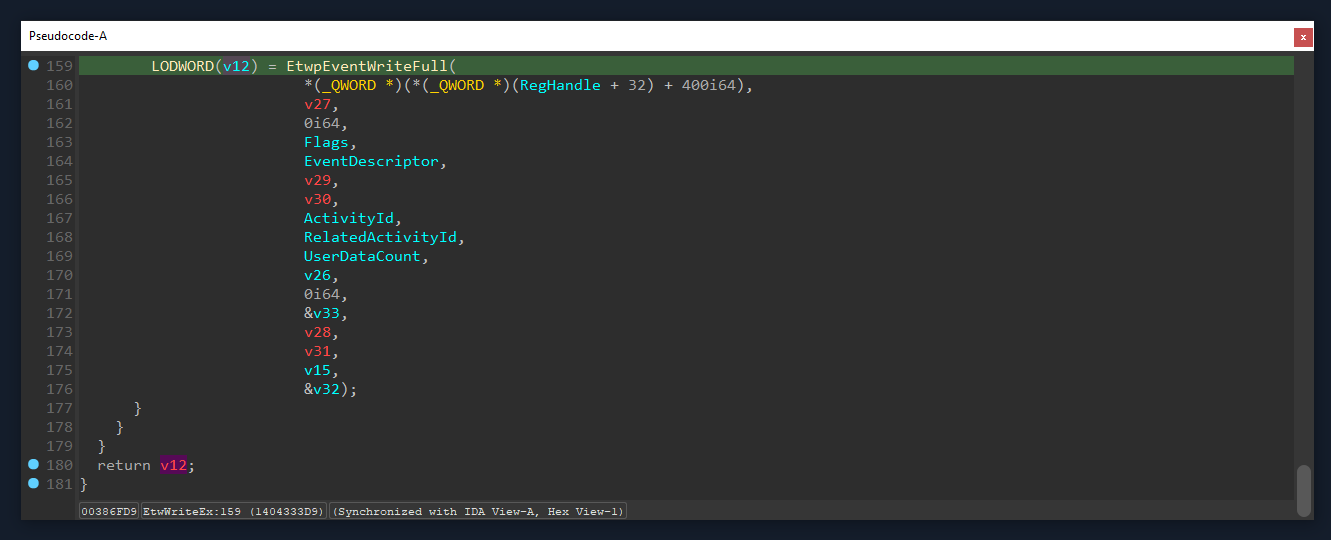 Pseudocode-A
x
159 LODWORD(v12) = EtwpEventWriteFull(
160 *(_QWORD *)(*(_QWORD *)(RegHandle + 32) + 400i64),
161 v27,
162 0i64,
163 Flags,
164 EventDescriptor,
165 v29,
166 v30,
167 ActivityId,
168 RelatedActivityId,
169 UserDataCount,
170 v26,
171 0i64,
172 &v33,
173 v28,
174 v31,
175 v15,
176 &v32);
177 }
178 }
179 }
180 return v12;
181 }
00386FD9 EtwWriteEx:159 (1404333D9) (Synchronized with IDA View-A, Hex View-1)